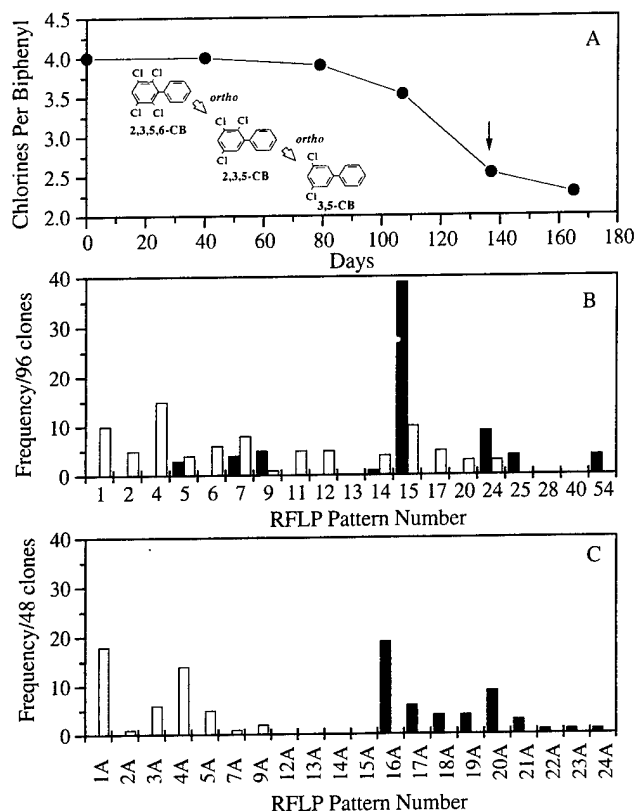 A
Chlorines Per Biphenyl
4.5
4.0
3.5
3.0
2.5
2.0
Cl Cl
Cl Cl
2,3,5,6-CB
ortho
Cl Cl
Cl
2,3,5-CB
ortho
Cl
Cl
3,5-CB
0 20 40 60 80 100 120 140 160 180
Days
B
Frequency/96 clones
40
30
20
10
0
1 2 4 5 6 7 9 11 12 13 14 15 17 20 24 25 28 40 54
RFLP Pattern Number
C
Frequency/48 clones
40
30
20
10
0
1A 2A 3A 4A 5A 7A 9A 12A 13A 14A 15A 16A 17A 18A 19A 20A 21A 22A 23A 24A
RFLP Pattern Number